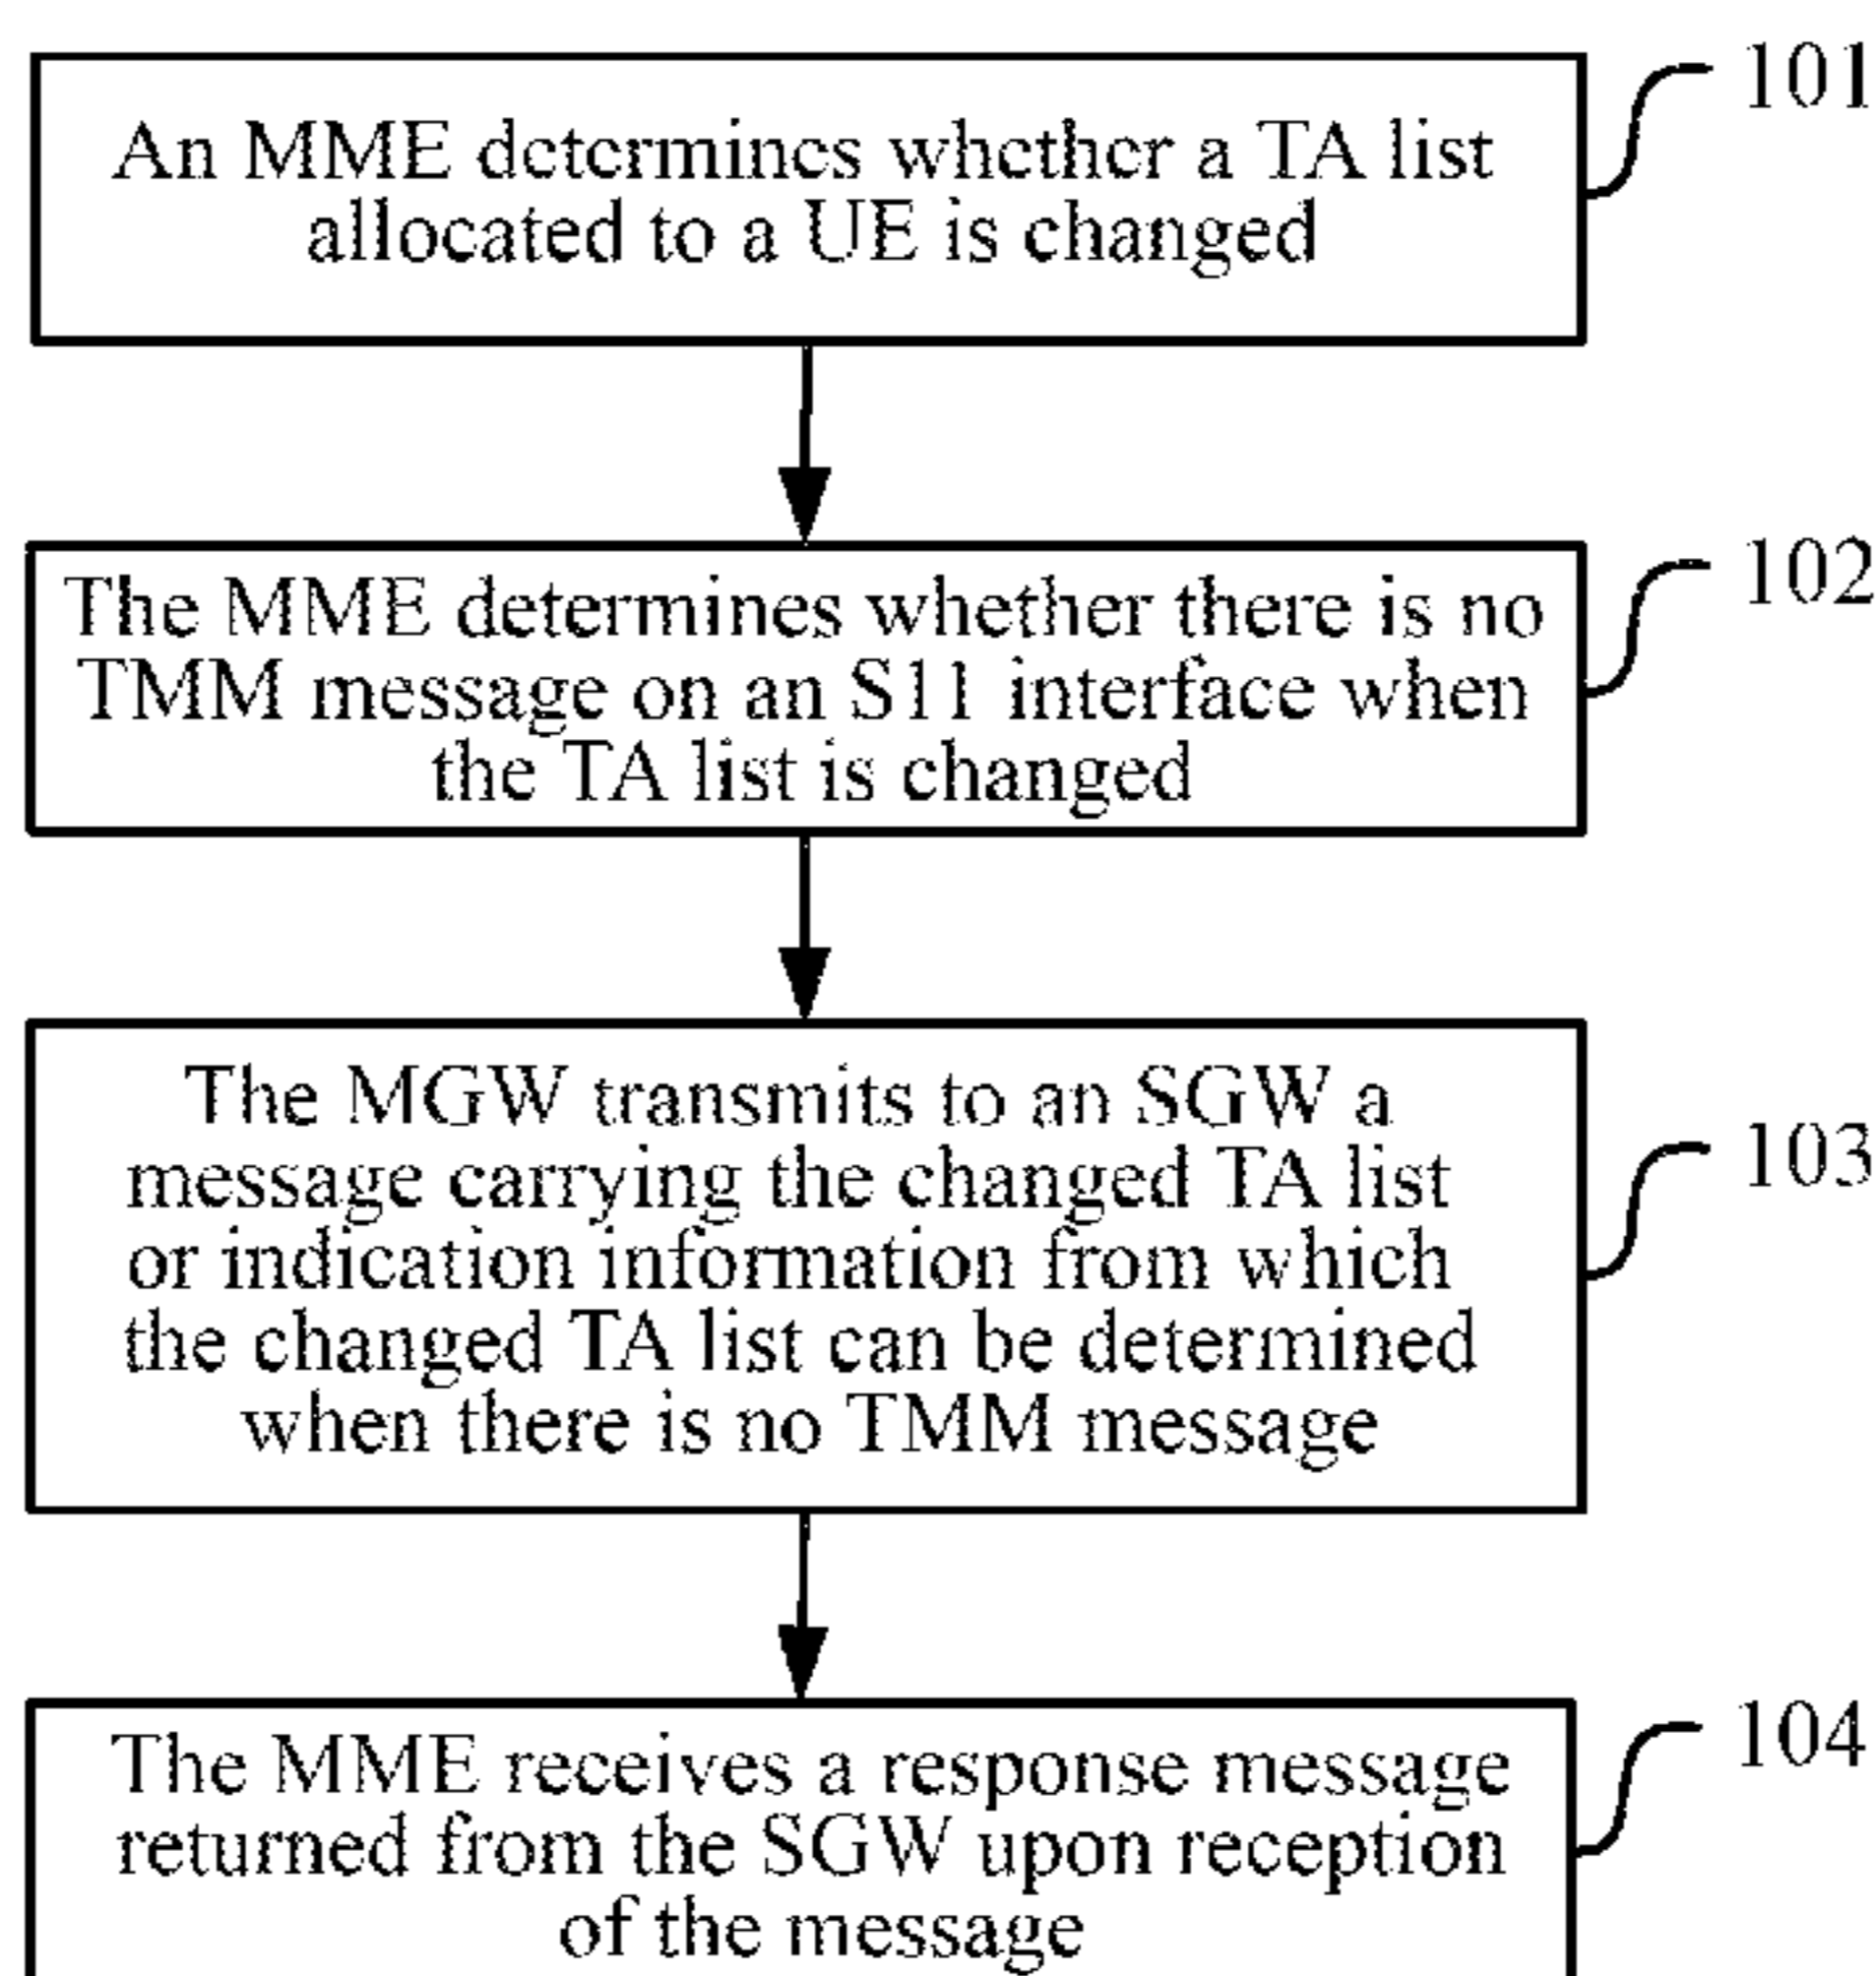 An MME determines whether a TA list
allocated to a UE is changed
101
The MME determines whether there is no
TMM message on an S11 interface when
the TA list is changed
102
The MGW transmits to an SGW a
message carrying the changed TA list
or indication information from which
the changed TA list can be determined
when there is no TMM message
103
The MME receives a response message
returned from the SGW upon reception
of the message
104